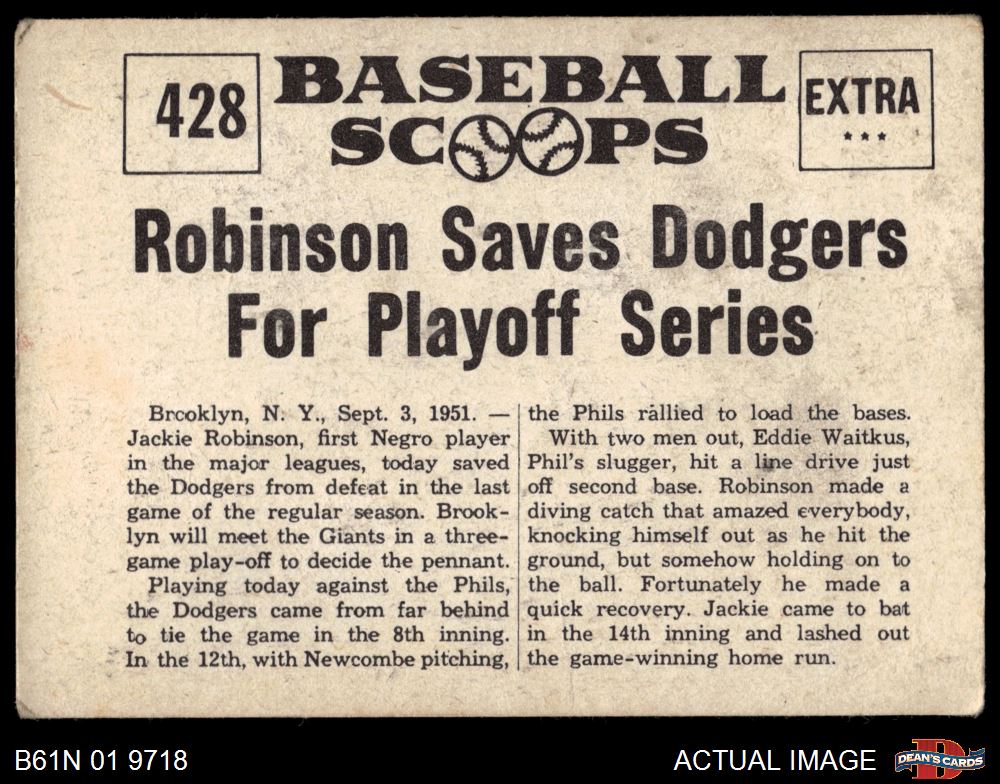 428
BASEBALL
SCOOPS
EXTRA
***
Robinson Saves Dodgers
For Playoff Series
Brooklyn, N. Y., Sept. 3, 1951. —
Jackie Robinson, first Negro player
in the major leagues, today saved
the Dodgers from defeat in the last
game of the regular season. Brook-
lyn will meet the Giants in a three-
game play-off to decide the pennant.
Playing today against the Phils,
the Dodgers came from far behind
to tie the game in the 8th inning.
In the 12th, with Newcombe pitching,
the Phils rallied to load the bases.
With two men out, Eddie Waitkus,
Phil's slugger, hit a line drive just
off second base. Robinson made a
diving catch that amazed everybody,
knocking himself out as he hit the
ground, but somehow holding on to
the ball. Fortunately he made a
quick recovery. Jackie came to bat
in the 14th inning and lashed out
the game-winning home run.
B61N 01 9718
ACTUAL IMAGE
D
DEAN'S CARDS